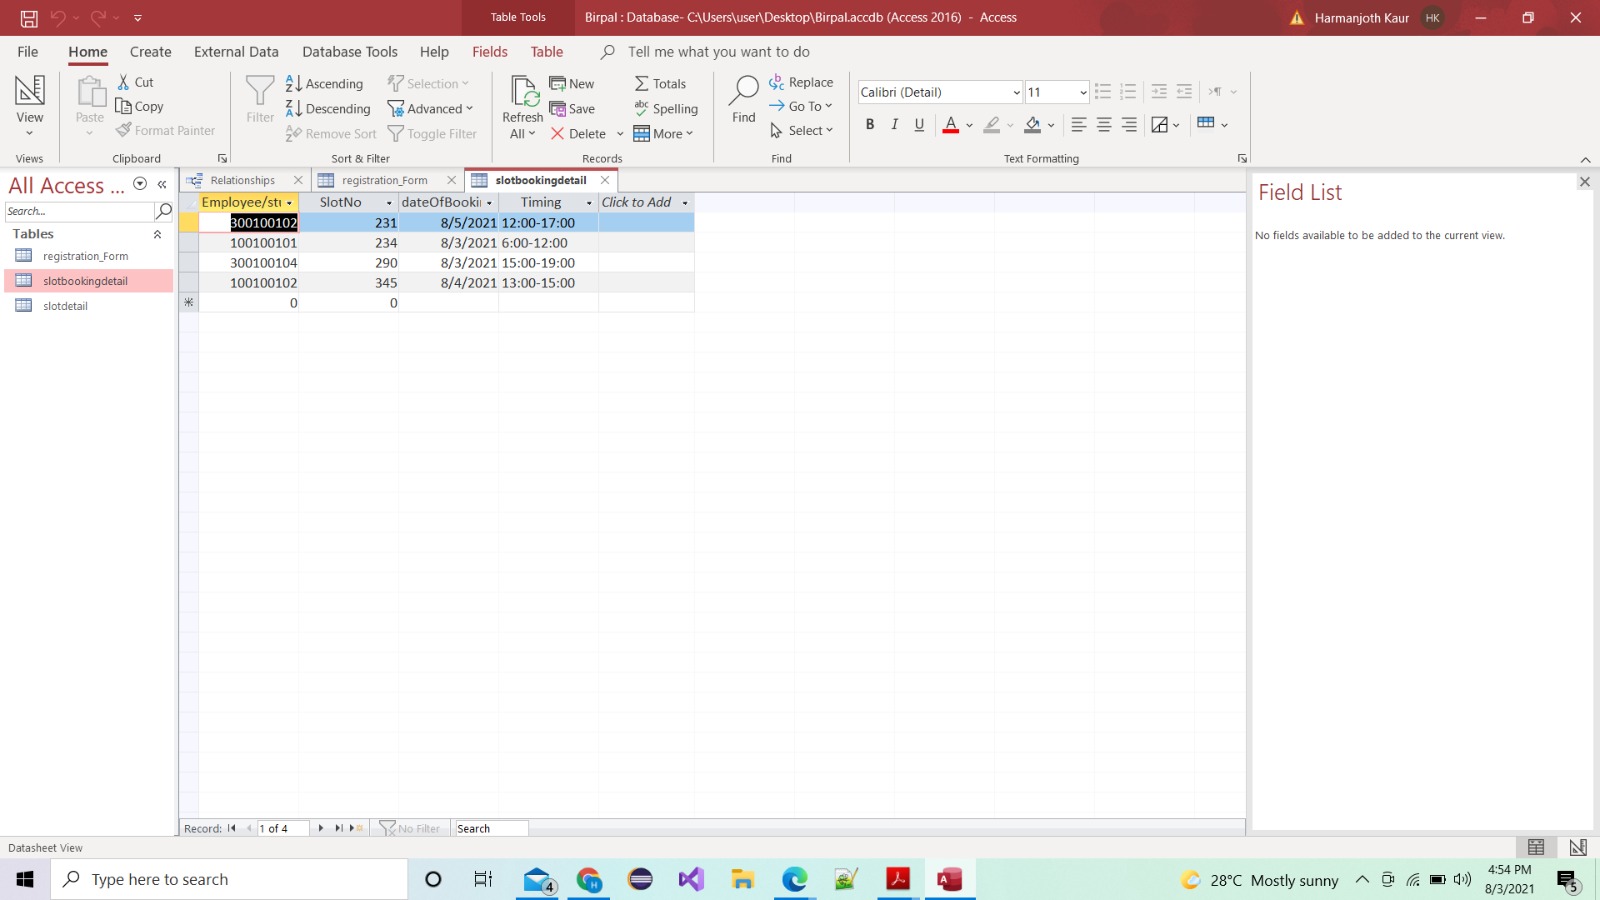 Table Tools
Birpal : Database- C:\Users\user\Desktop\Birpal.accdb (Access 2016)  -  Access
Harmanjoth Kaur
HK
File
Home
Create
External Data
Database Tools
Help
Fields
Table
Tell me what you want to do
View
Views
Paste
Cut
Copy
Format Painter
Clipboard
Filter
Ascending
Descending
Remove Sort
Selection
Advanced
Toggle Filter
Sort & Filter
Refresh
All
New
Save
Delete
Totals
Spelling
More
Records
Find
Replace
Go To
Select
Find
Calibri (Detail)
11
B I U A
Text Formatting
All Access ...
Search...
Tables
registration_Form
slotbookingdetail
slotdetail
Relationships
registration_Form
slotbookingdetail
Employee/stu SlotNo dateOfBooki Timing Click to Add
300100102 231 8/5/2021 12:00-17:00
100100101 234 8/3/2021 6:00-12:00
300100104 290 8/3/2021 15:00-19:00
100100102 345 8/4/2021 13:00-15:00
0 0
Field List
No fields available to be added to the current view.
Record: 1 of 4 No Filter Search
Datasheet View
Type here to search
4
H
28°C Mostly sunny
4:54 PM
8/3/2021
5